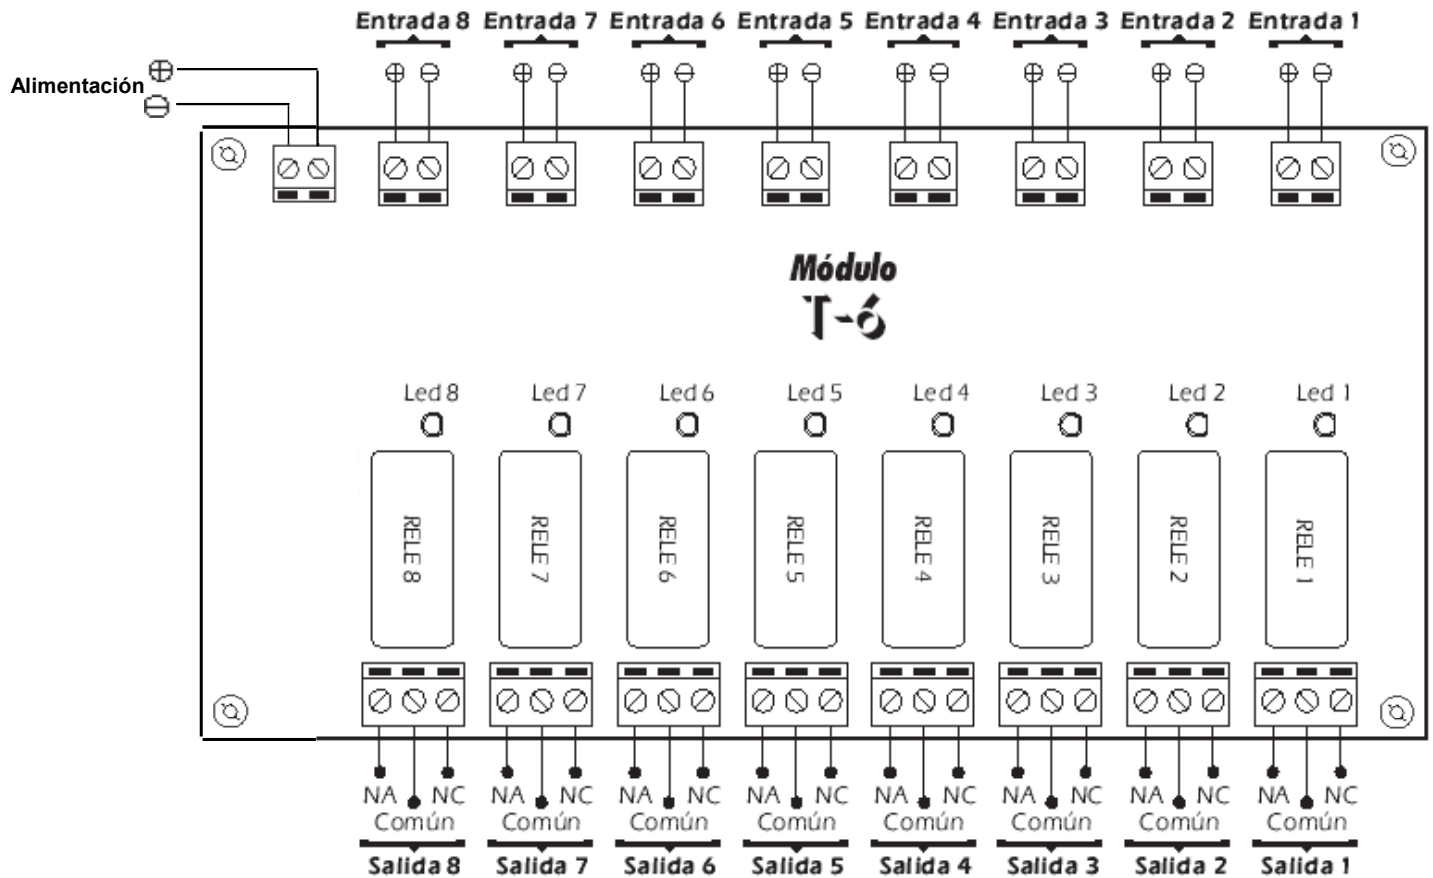 Entrada 8 Entrada 7 Entrada 6 Entrada 5 Entrada 4 Entrada 3 Entrada 2 Entrada 1
Alimentación
Módulo
T-6
Led 8 Led 7 Led 6 Led 5 Led 4 Led 3 Led 2 Led 1
RELE 8 RELE 7 RELE 6 RELE 5 RELE 4 RELE 3 RELE 2 RELE 1
NA NC NA NC NA NC NA NC NA NC NA NC NA NC NA NC
Común Común Común Común Común Común Común Común
Salida 8 Salida 7 Salida 6 Salida 5 Salida 4 Salida 3 Salida 2 Salida 1